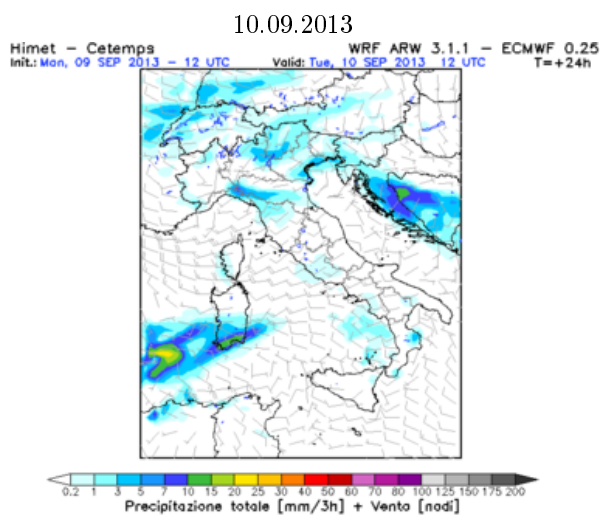 10.09.2013
Himet – Cetemps WRF ARW 3.1.1 – ECMWF 0.25
Init.: Mon, 09 SEP 2013 – 12 UTC Valid: Tue, 10 SEP 2013 12 UTC T=+24h
0.2 1 3 5 7 10 15 20 25 30 40 50 60 70 80 90 100 125 150 175 200
Precipitazione totale [mm/3h] + Vento [nodi]